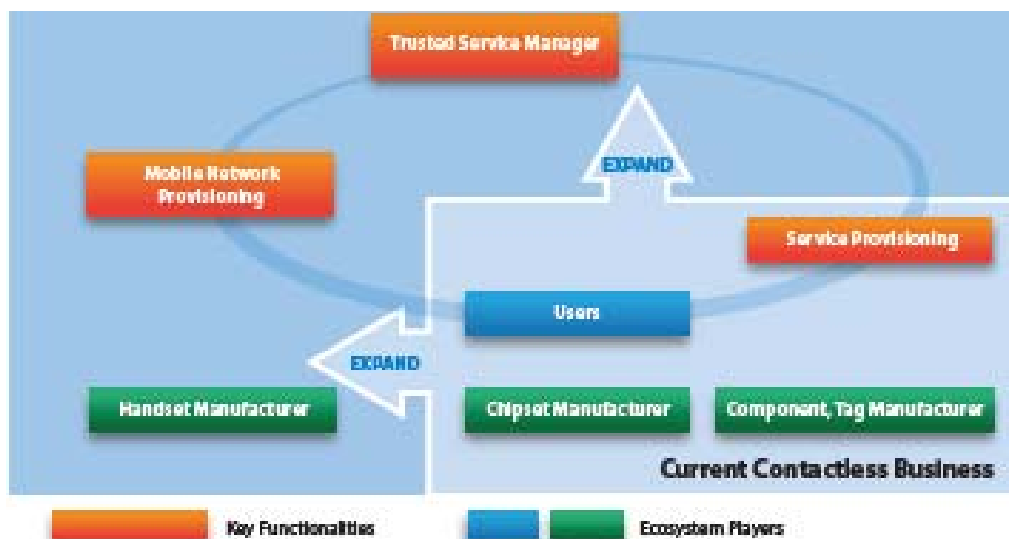 Trusted Service Manager
EXPAND
Mobile Network
Provisioning
Service Provisioning
Users
EXPAND
Handset Manufacturer
Chipset Manufacturer
Component, Tag Manufacturer
Current Contactless Business
Key Functionalities
Ecosystem Players